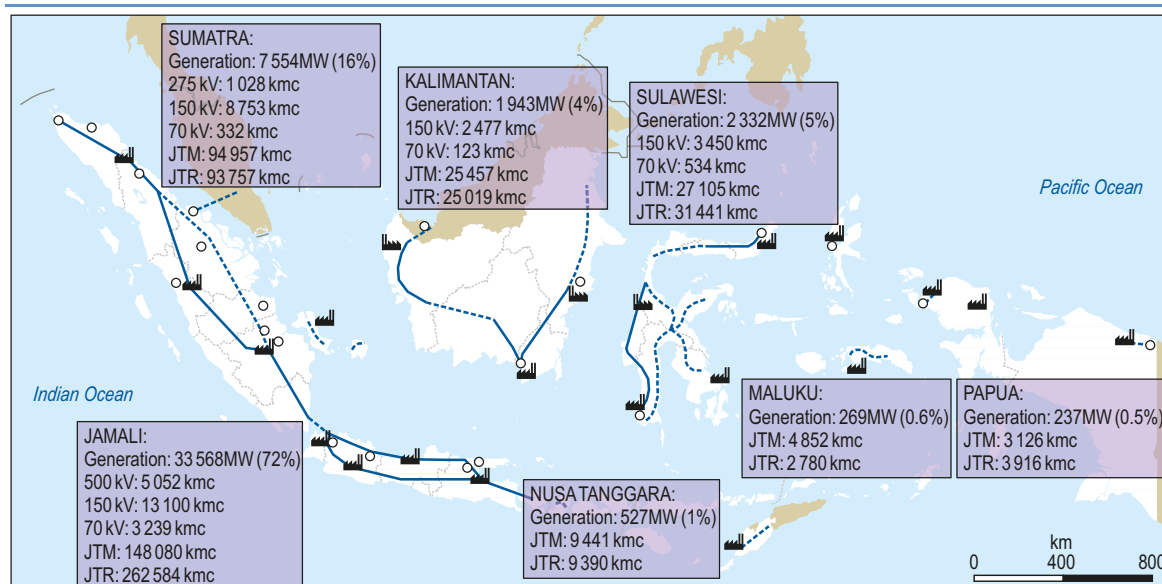 SUMATRA:
Generation: 7 554MW (16%)
275 kV: 1 028 kmc
150 kV: 8 753 kmc
70 kV: 332 kmc
JTM: 94 957 kmc
JTR: 93 757 kmc
KALIMANTAN:
Generation: 1 943MW (4%)
150 kV: 2 477 kmc
70 kV: 123 kmc
JTM: 25 457 kmc
JTR: 25 019 kmc
SULAWESI:
Generation: 2 332MW (5%)
150 kV: 3 450 kmc
70 kV: 534 kmc
JTM: 27 105 kmc
JTR: 31 441 kmc
Pacific Ocean
Indian Ocean
JAMALI:
Generation: 33 568MW (72%)
500 kV: 5 052 kmc
150 kV: 13 100 kmc
70 kV: 3 239 kmc
JTM: 148 080 kmc
JTR: 262 584 kmc
NUSA TANGGARA:
Generation: 527MW (1%)
JTM: 9 441 kmc
JTR: 9 390 kmc
MALUKU:
Generation: 269MW (0.6%)
JTM: 4 852 kmc
JTR: 2 780 kmc
PAPUA:
Generation: 237MW (0.5%)
JTM: 3 126 kmc
JTR: 3 916 kmc
km
0 400 800